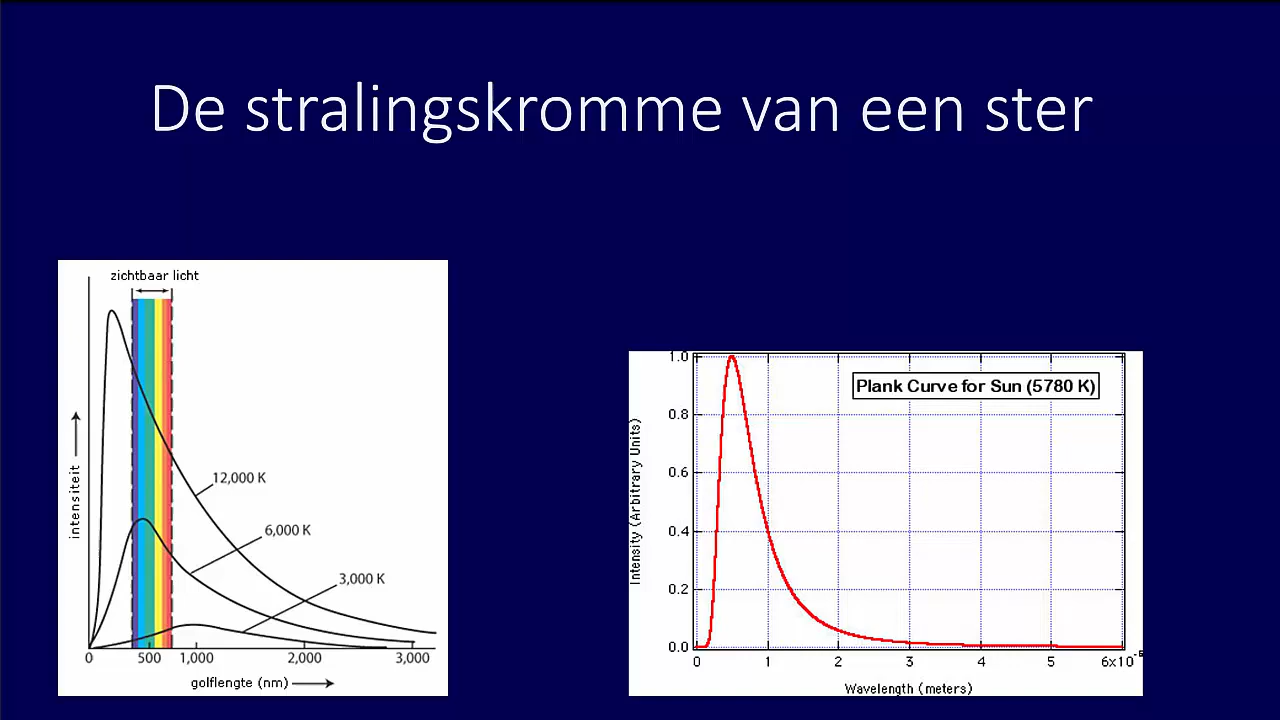 De stralingskromme van een ster
zichtbaar licht
intensiteit
12,000 K
6,000 K
3,000 K
0 500 1,000 2,000 3,000
golflengte (nm)
Plank Curve for Sun (5780 K)
Intensity (Arbitrary Units)
1.0
0.8
0.6
0.4
0.2
0.0
0 1 2 3 4 5 6x10
Wavelength (meters)